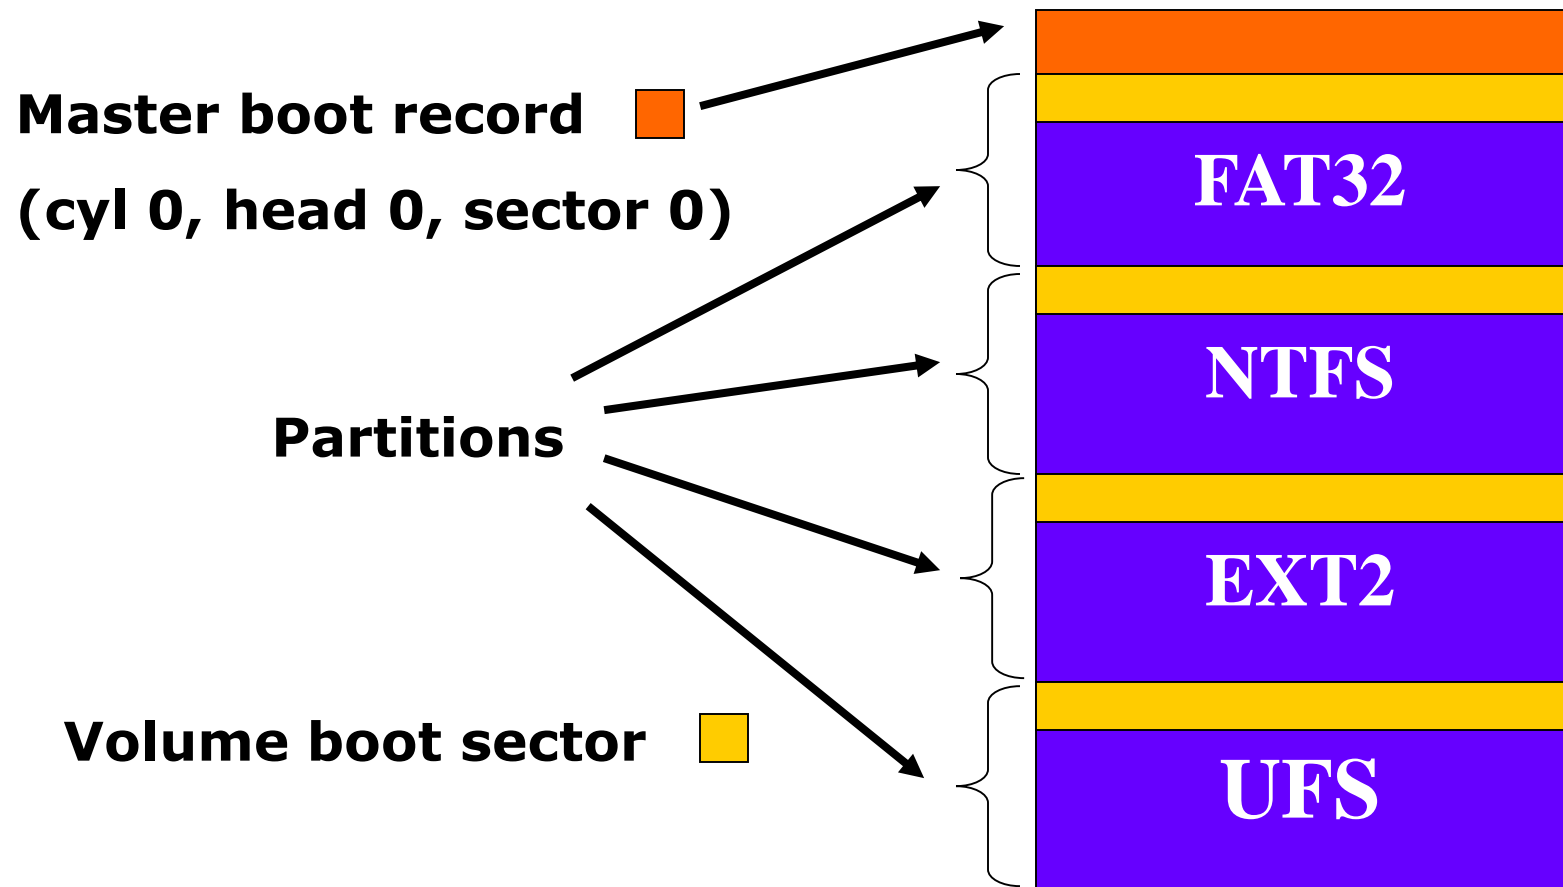 Master boot record
(cyl 0, head 0, sector 0)
Partitions
Volume boot sector
FAT32
NTFS
EXT2
UFS